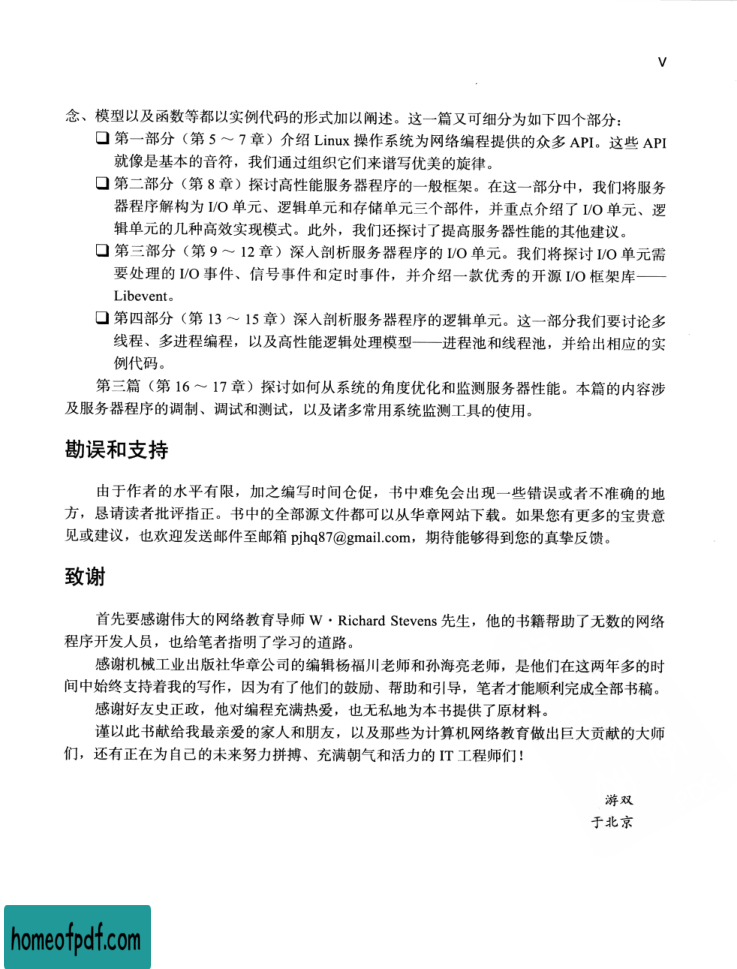 V
念、模型以及函数等都以实例代码的形式加以阐述。这一篇又可细分为如下四个部分：
❑ 第一部分（第 5 ～ 7 章）介绍 Linux 操作系统为网络编程提供的众多 API。这些 API
就像是基本的音符，我们通过组织它们来谱写优美的旋律。
❑ 第二部分（第 8 章）探讨高性能服务器程序的一般框架。在这一部分中，我们将服务
器程序解构为 I/O 单元、逻辑单元和存储单元三个部件，并重点介绍了 I/O 单元、逻
辑单元的几种高效实现模式。此外，我们还探讨了提高服务器性能的其他建议。
❑ 第三部分（第 9 ～ 12 章）深入剖析服务器程序的 I/O 单元。我们将探讨 I/O 单元需
要处理的 I/O 事件、信号事件和定时事件，并介绍一款优秀的开源 I/O 框架库——
Libevent。
❑ 第四部分（第 13 ～ 15 章）深入剖析服务器程序的逻辑单元。这一部分我们要讨论多
线程、多进程编程，以及高性能逻辑处理模型——进程池和线程池，并给出相应的实
例代码。
第三篇（第 16 ～ 17 章）探讨如何从系统的角度优化和监测服务器性能。本篇的内容涉
及服务器程序的调制、调试和测试，以及诸多常用系统监测工具的使用。
勘误和支持
由于作者的水平有限，加之编写时间仓促，书中难免会出现一些错误或者不准确的地
方，恳请读者批评指正。书中的全部源文件都可以从华章网站下载。如果您有更多的宝贵意
见或建议，也欢迎发送邮件至邮箱 pjhq87@gmail.com，期待能够得到您的真挚反馈。
致谢
首先要感谢伟大的网络教育导师 W · Richard Stevens 先生，他的书籍帮助了无数的网络
程序开发人员，也给笔者指明了学习的道路。
感谢机械工业出版社华章公司的编辑杨福川老师和孙海亮老师，是他们在这两年多的时
间中始终支持着我的写作，因为有了他们的鼓励、帮助和引导，笔者才能顺利完成全部书稿。
感谢好友史正政，他对编程充满热爱，也无私地为本书提供了原材料。
谨以此书献给我最亲爱的家人和朋友，以及那些为计算机网络教育做出巨大贡献的大师
们，还有正在为自己的未来努力拼搏、充满朝气和活力的 IT 工程师们！
游双
于北京
homeofpdf.com